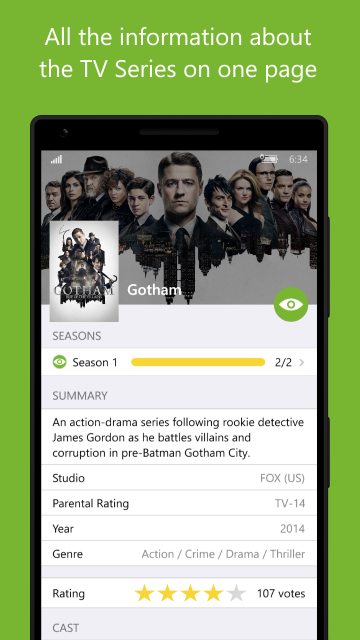 All the information about
the TV Series on one page
6:34
GOTHAM
Gotham
SEASONS
Season 1 2/2
SUMMARY
An action-drama series following rookie detective
James Gordon as he battles villains and
corruption in pre-Batman Gotham City.
Studio FOX (US)
Parental Rating TV-14
Year 2014
Genre Action / Crime / Drama / Thriller
Rating 107 votes
CAST